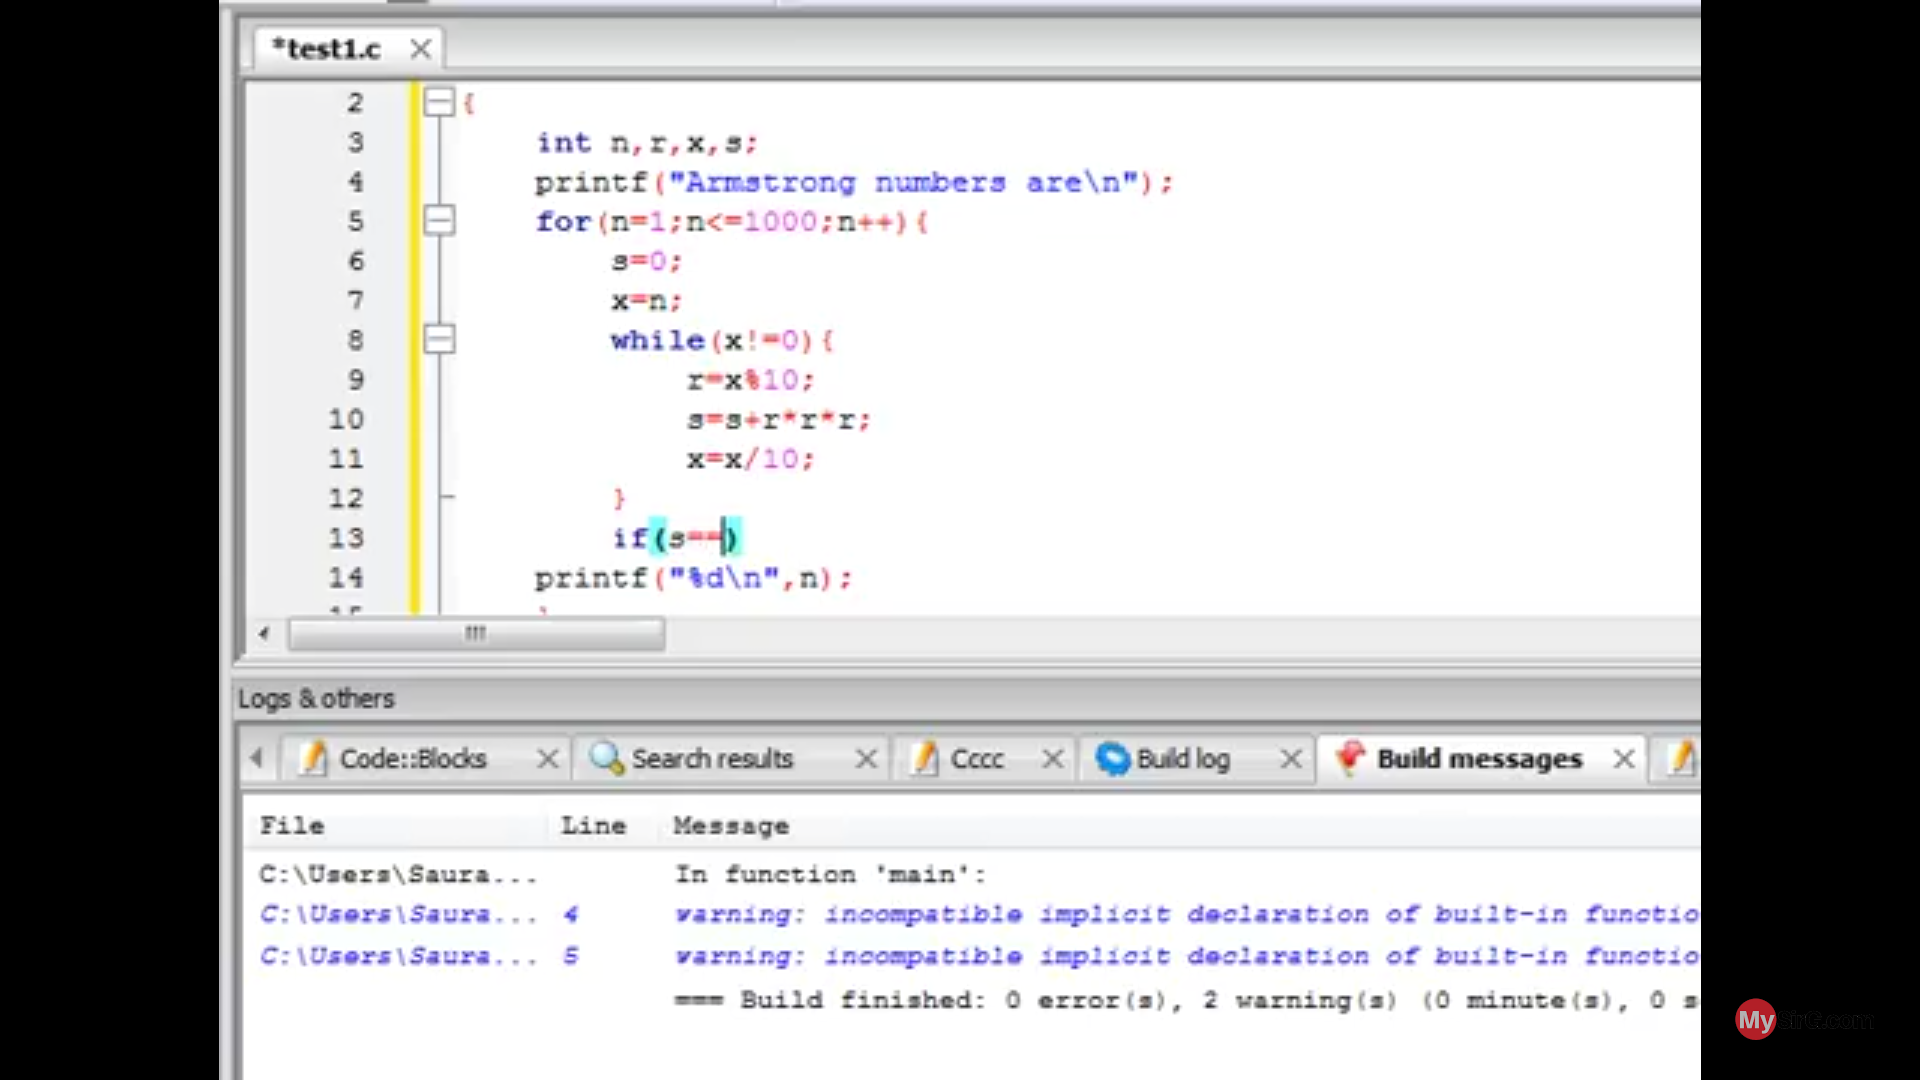 *test1.c
2 {
3 int n,r,x,s;
4 printf("Armstrong numbers are\n");
5 for(n=1;n<=1000;n++){
6 s=0;
7 x=n;
8 while(x!=0){
9 r=x%10;
10 s=s+r*r*r;
11 x=x/10;
12 }
13 if(s==)
14 printf("%d\n",n);
Logs & others
Code::Blocks Search results Cccc Build log Build messages
File Line Message
C:\Users\Saura... In function 'main':
C:\Users\Saura... 4 warning: incompatible implicit declaration of built-in functio
C:\Users\Saura... 5 warning: incompatible implicit declaration of built-in functio
=== Build finished: 0 error(s), 2 warning(s) (0 minute(s), 0 s
MySirG.com